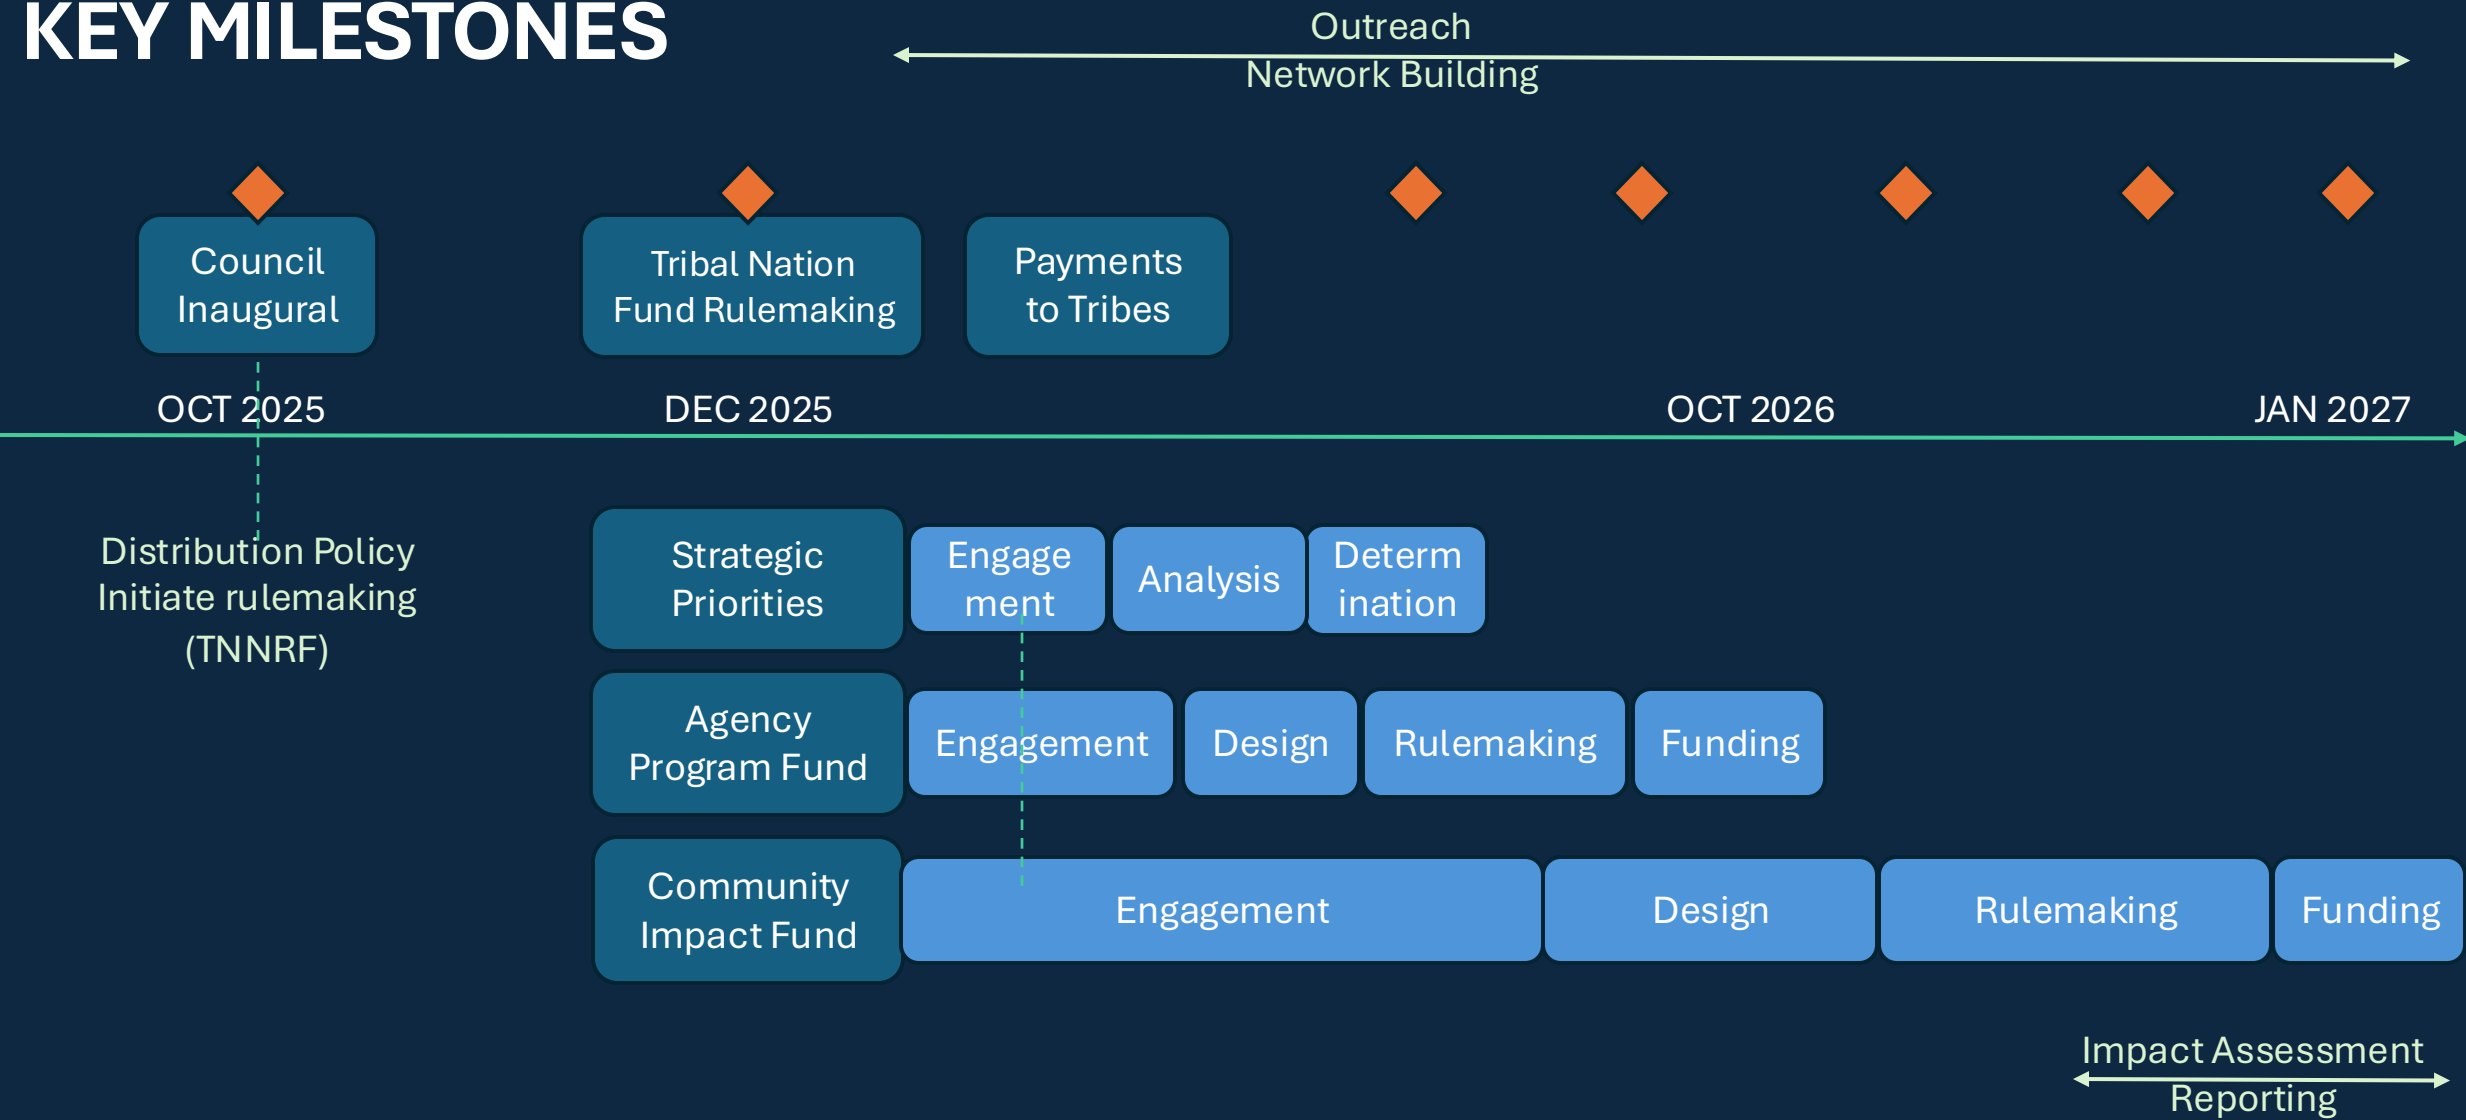 KEY MILESTONES
Outreach
Network Building
Council
Inaugural
Tribal Nation
Fund Rulemaking
Payments
to Tribes
OCT 2025
DEC 2025
OCT 2026
JAN 2027
Distribution Policy
Initiate rulemaking
(TNNRF)
Strategic
Priorities
Engage
ment
Analysis
Determ
ination
Agency
Program Fund
Engagement
Design
Rulemaking
Funding
Community
Impact Fund
Engagement
Design
Rulemaking
Funding
Impact Assessment
Reporting